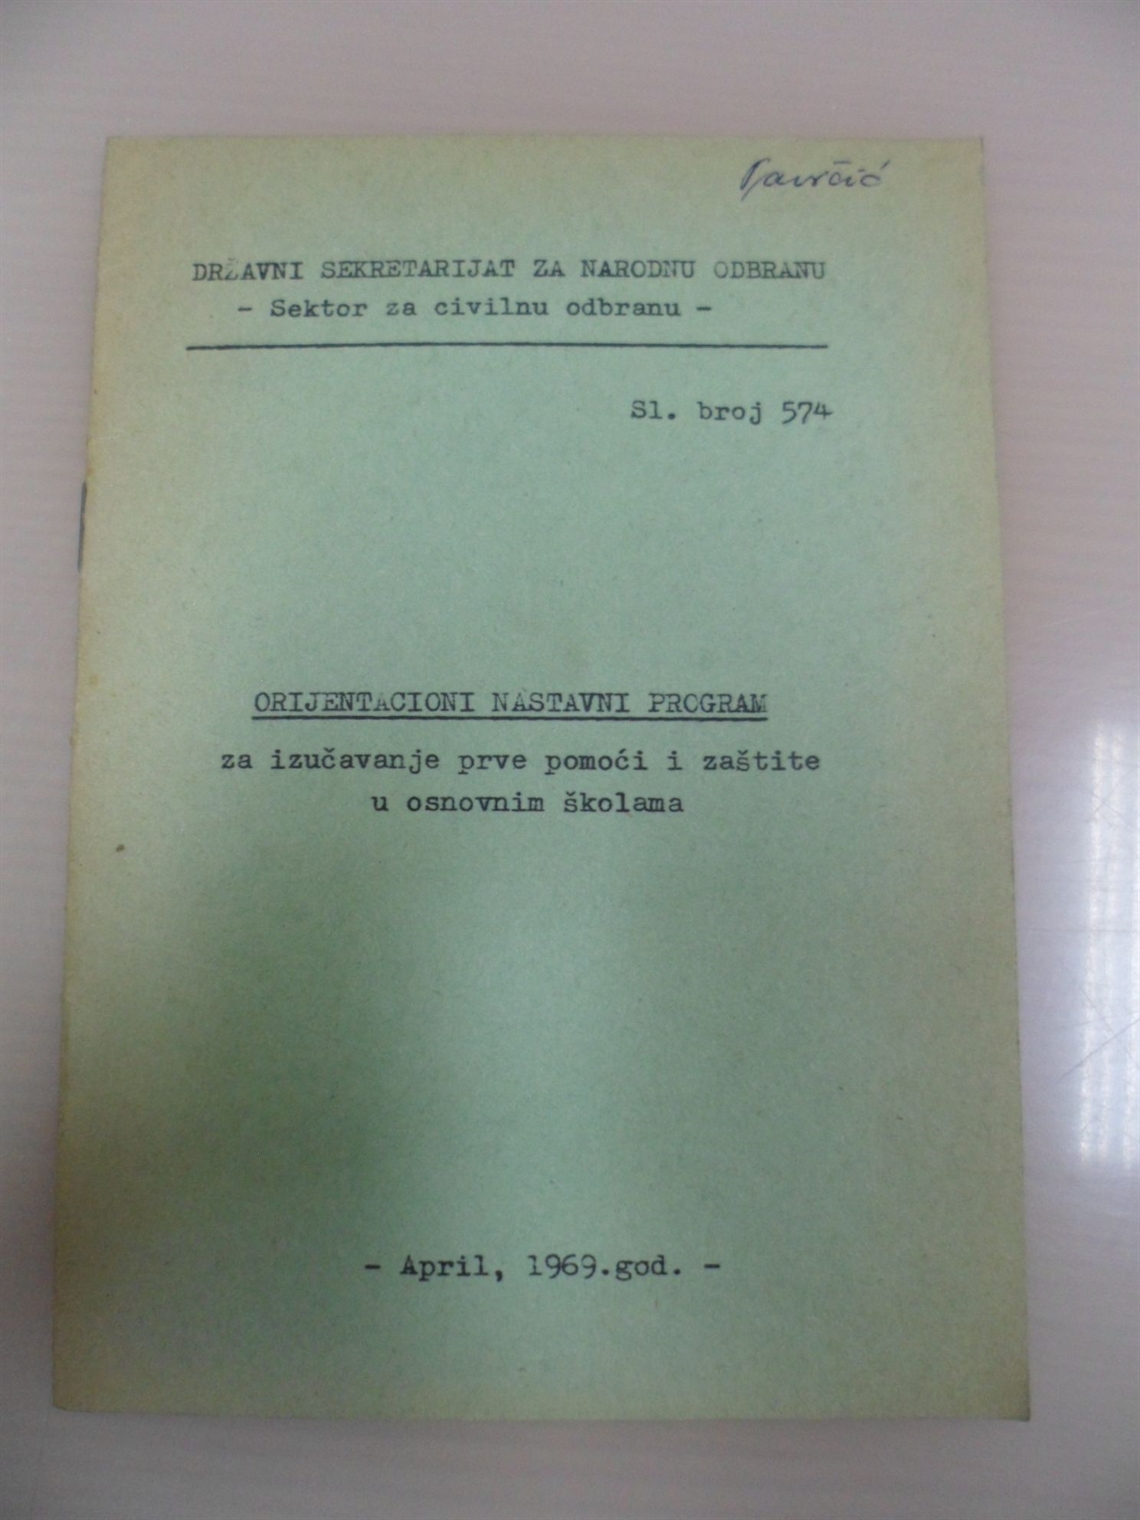 DRŽAVNI SEKRETARIJAT ZA NARODNU ODBRANU
- Sektor za civilnu odbranu -
Sl. broj 574
ORIJENTACIONI NASTAVNI PROGRAM
za izučavanje prve pomoći i zaštite
u osnovnim školama
- April, 1969.god. -